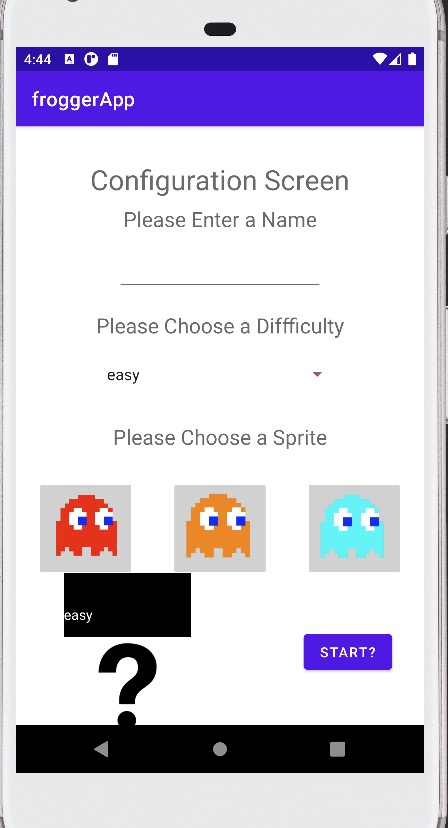 4:44
froggerApp
Configuration Screen
Please Enter a Name
Please Choose a Diffficulty
easy
Please Choose a Sprite
easy
START?
?